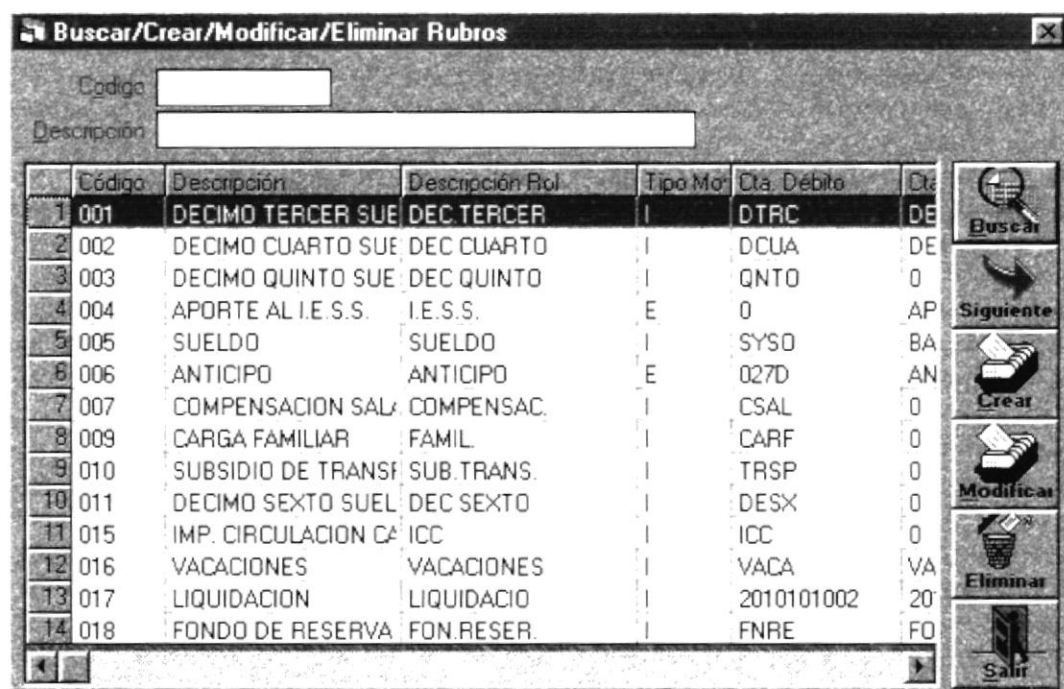 Buscar/Crear/Modificar/Eliminar Rubros
Codigo
Descripción
Código Descripción Descripción Rol Tipo Mo Cta. Débito Cta
1 001 DECIMO TERCER SUE DEC.TERCER I DTRC DE
2 002 DECIMO CUARTO SUE DEC CUARTO I DCUA DE
3 003 DECIMO QUINTO SUE DEC QUINTO I QNTO 0
4 004 APORTE AL I.E.S.S. I.E.S.S. E 0 AP
5 005 SUELDO SUELDO I SYSO BA
6 006 ANTICIPO ANTICIPO E 027D AN
7 007 COMPENSACION SALA COMPENSAC. I CSAL 0
8 009 CARGA FAMILIAR FAMIL. I CARF 0
9 010 SUBSIDIO DE TRANSF SUB.TRANS. I TRSP 0
10 011 DECIMO SEXTO SUEL DEC SEXTO I DESX 0
11 015 IMP. CIRCULACION CA ICC I ICC 0
12 016 VACACIONES VACACIONES I VACA VA
13 017 LIQUIDACION LIQUIDACIO I 2010101002 20
14 018 FONDO DE RESERVA FON.RESER. I FNRE FO
Buscar
Siguiente
Crear
Modificar
Eliminar
Salir